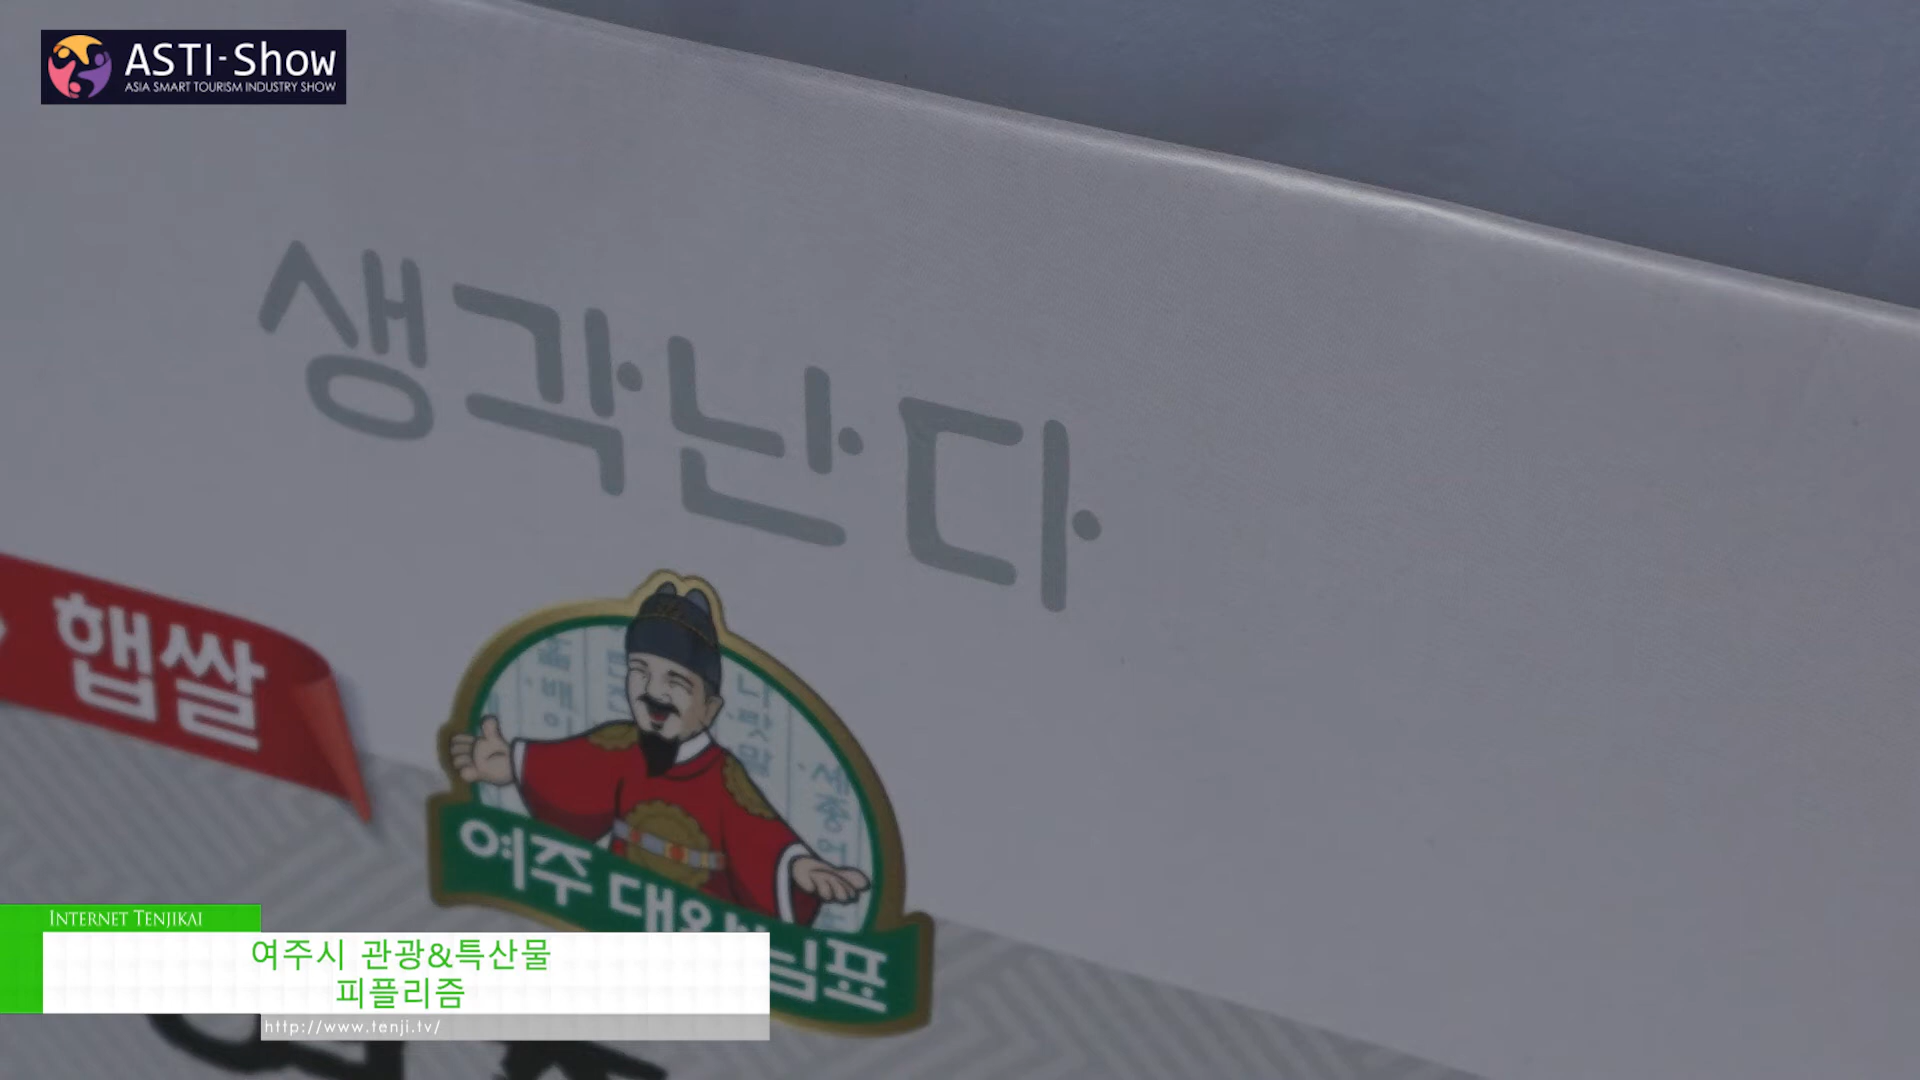 ASTI-Show
ASIA SMART TOURISM INDUSTRY SHOW
생각난다
햅쌀
여주 대왕님표
INTERNET TENJIKAI
여주시 관광&특산물
피플리즘
http://www.tenji.tv/